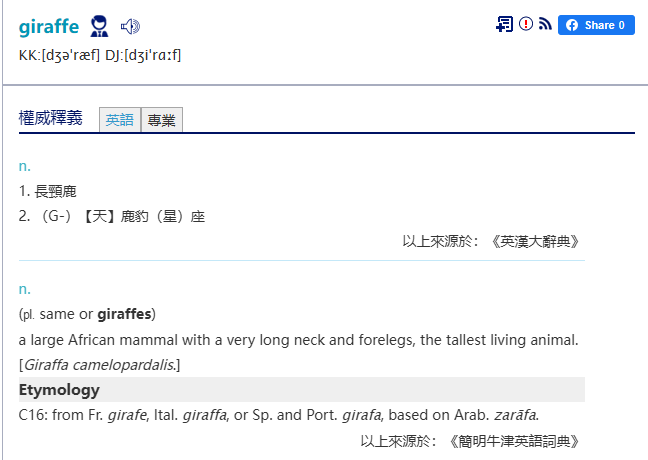 giraffe
Share 0
KK:[dʒəˈræf] DJ:[dʒiˈrɑːf]
權威釋義 英語 專業
n.
1. 長頸鹿
2. （G-）【天】鹿豹（星）座
以上來源於：《英漢大辭典》
n.
(pl. same or giraffes)
a large African mammal with a very long neck and forelegs, the tallest living animal.
[Giraffa camelopardalis.]
Etymology
C16: from Fr. girafe, Ital. giraffa, or Sp. and Port. girafa, based on Arab. zarāfa.
以上來源於：《簡明牛津英語詞典》